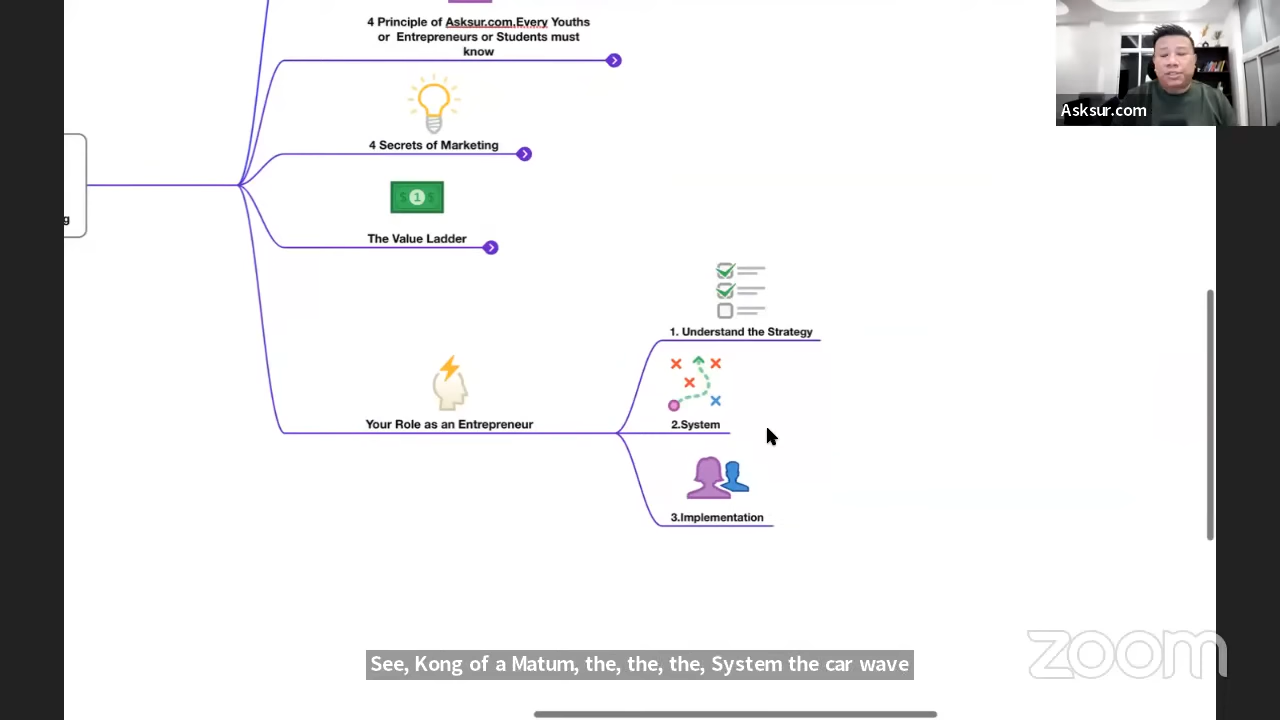 4 Principle of Asksur.com,Every Youths
or Entrepreneurs or Students must
know
Asksur.com
4 Secrets of Marketing
1
The Value Ladder
g
1. Understand the Strategy
Your Role as an Entrepreneur
2.System
3.Implementation
See, Kong of a Matum, the, the, the, System the car wave
zoom